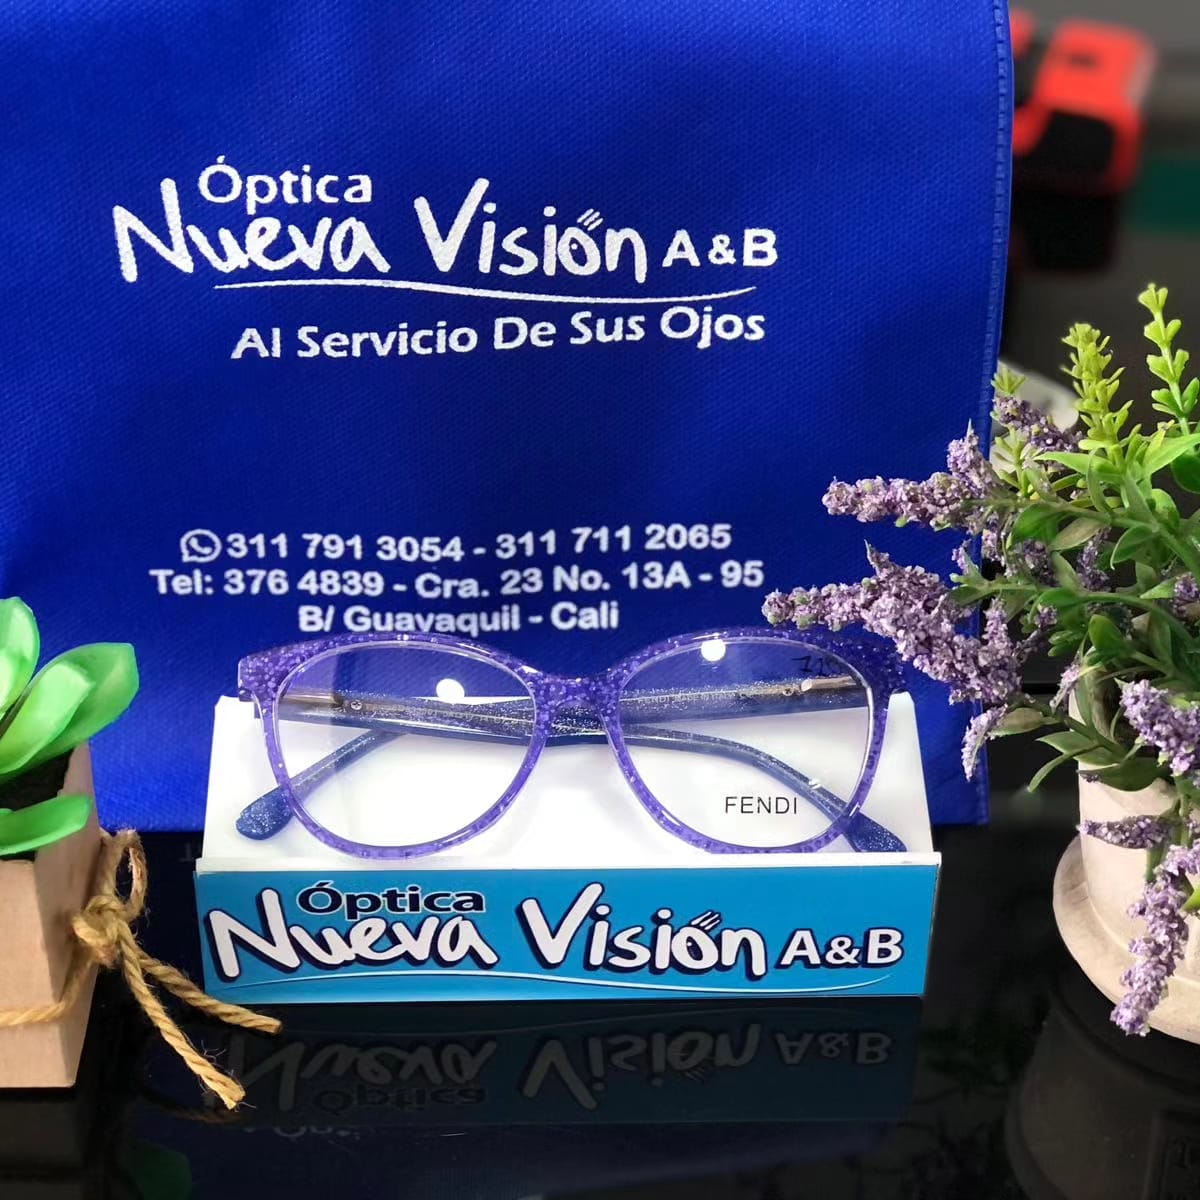 Óptica
Nueva Visión A & B
Al Servicio De Sus Ojos
311 791 3054 - 311 711 2065
Tel: 376 4839 - Cra. 23 No. 13A - 95
B/ Guayaquil - Cali
FENDI
Óptica
Nueva Visión A&B